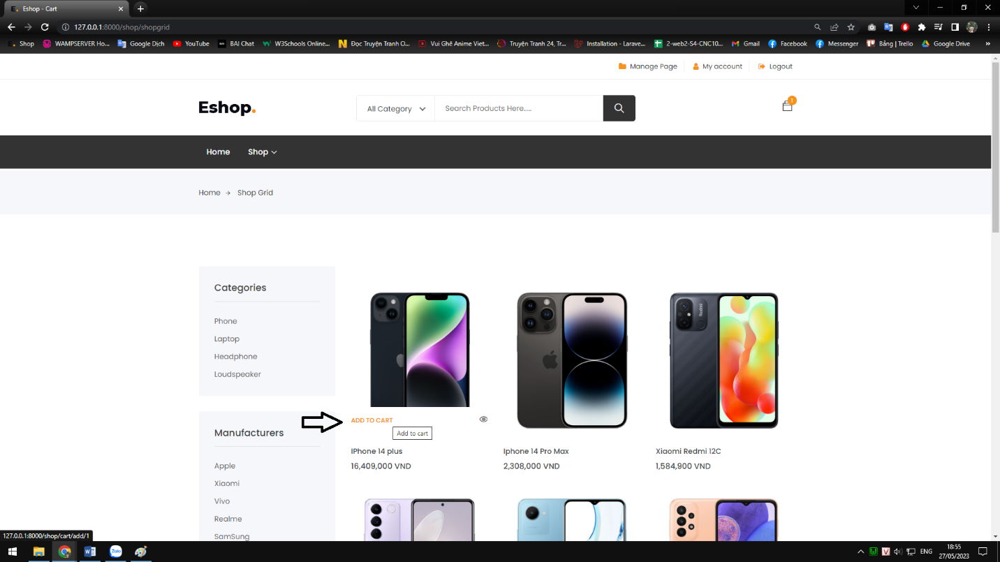 E. Eshop - Cart
127.0.0.1:8000/shop/shopgrid
Shop WAMPSERVER Ho... Google Dịch YouTube BAI Chat W3Schools Online... Đọc Truyện Tranh O... Vui Ghê Anime Viet... Truyện Tranh 24, Tr... Installation - Larave... 2-web2-S4-CNC10... Gmail Facebook Messenger Bảng | Trello Google Drive »
Manage Page My account Logout
Eshop. All Category Search Products Here..... 1
Home Shop
Home → Shop Grid
Categories
Phone
Laptop
Headphone
Loudspeaker
Manufacturers
Apple
Xiaomi
Vivo
Realme
SamSung
Redmi
ADD TO CART
Add to cart
IPhone 14 plus
16,409,000 VND
Iphone 14 Pro Max
2,308,000 VND
Xiaomi Redmi 12C
1,584,900 VND
127.0.0.1:8000/shop/cart/add/1
Zalo
ENG
18:55
27/05/2023